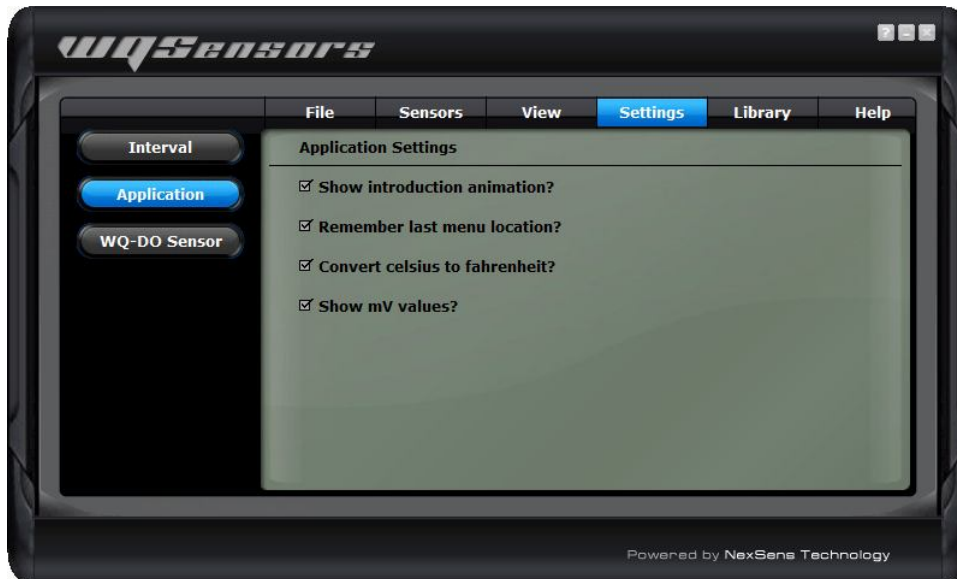 WQSensors
?
File Sensors View Settings Library Help
Interval
Application
WQ-DO Sensor
Application Settings
Show introduction animation?
Remember last menu location?
Convert celsius to fahrenheit?
Show mV values?
Powered by NexSens Technology